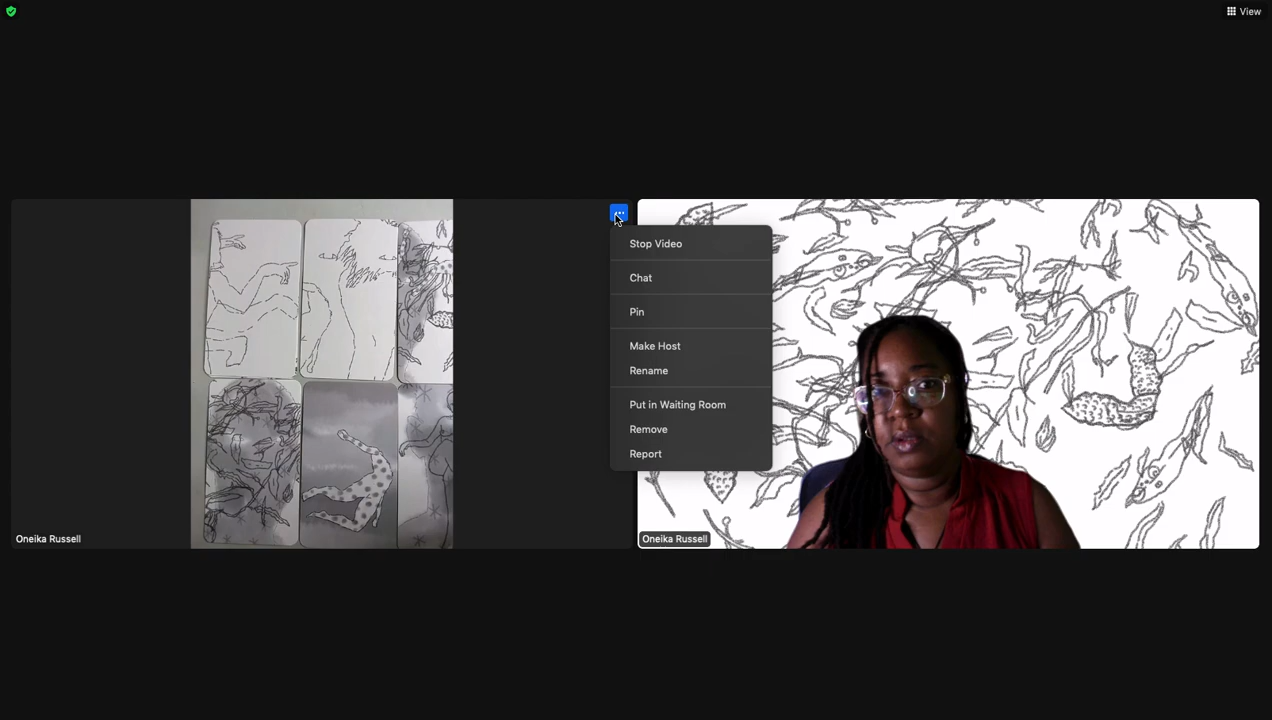 View
Stop Video
Chat
Pin
Make Host
Rename
Put in Waiting Room
Remove
Report
Oneika Russell
Oneika Russell